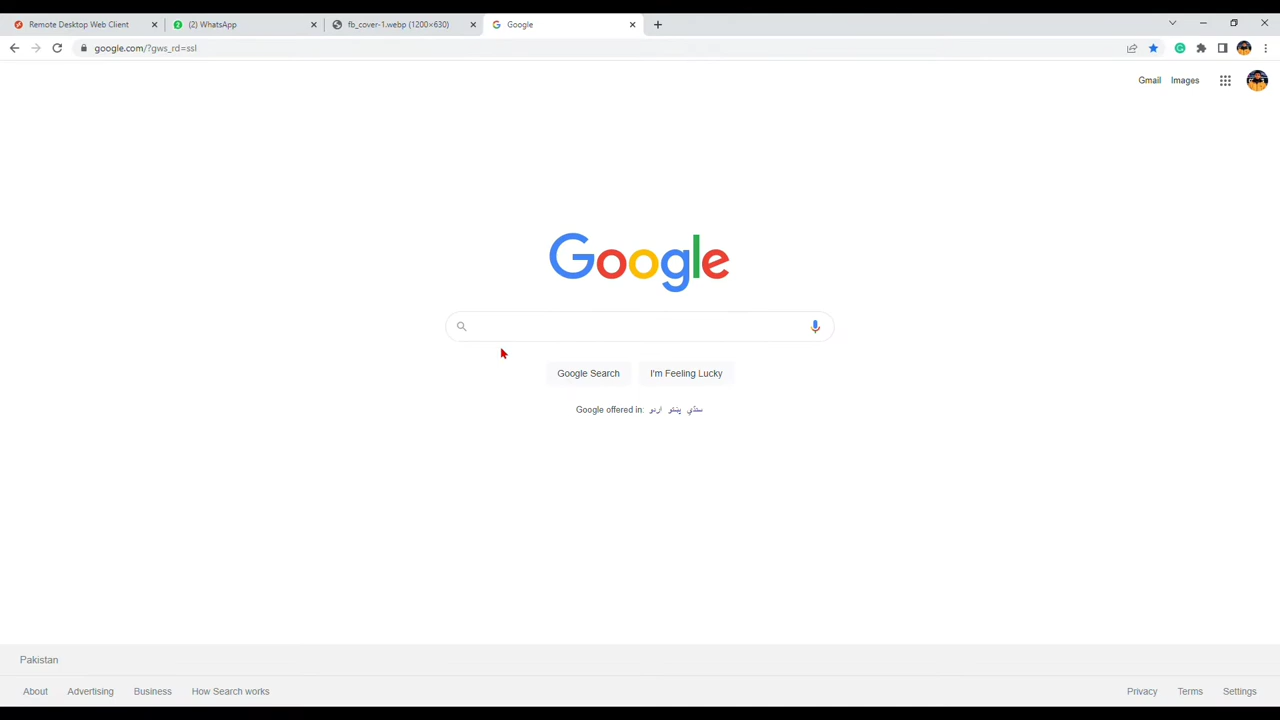 Remote Desktop Web Client
(2) WhatsApp
fb_cover-1.webp (1200×630)
Google
google.com/?gws_rd=ssl
Gmail Images
Google
Google Search I'm Feeling Lucky
Google offered in: اردو پښتو سنڌي
Pakistan
About Advertising Business How Search works Privacy Terms Settings